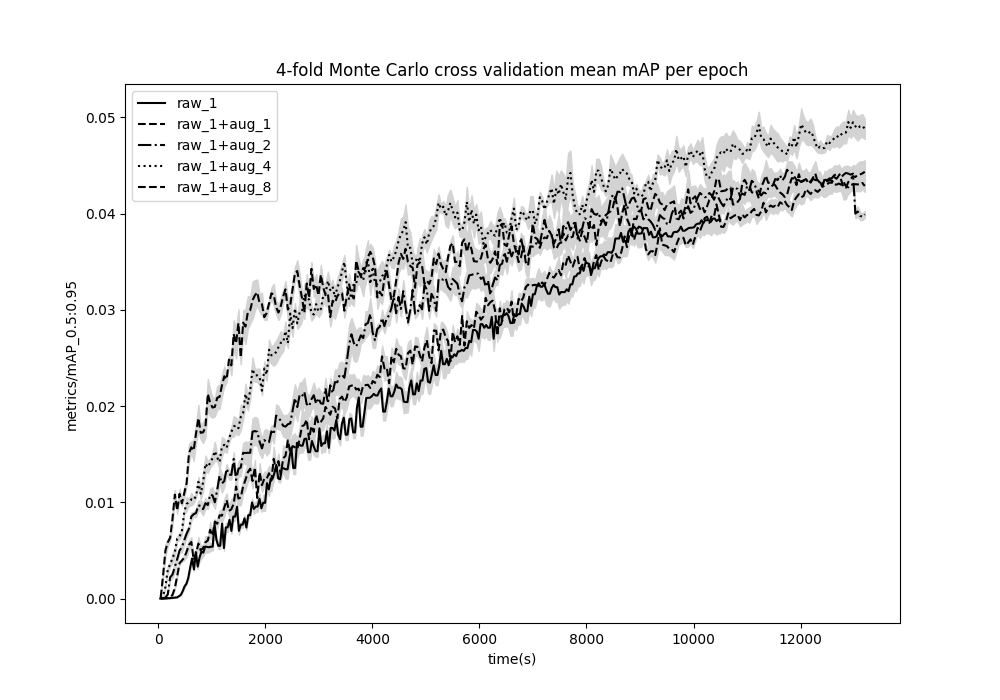 4-fold Monte Carlo cross validation mean mAP per epoch
raw_1
raw_1+aug_1
raw_1+aug_2
raw_1+aug_4
raw_1+aug_8
metrics/mAP_0.5:0.95
0.05
0.04
0.03
0.02
0.01
0.00
0 2000 4000 6000 8000 10000 12000
time(s)